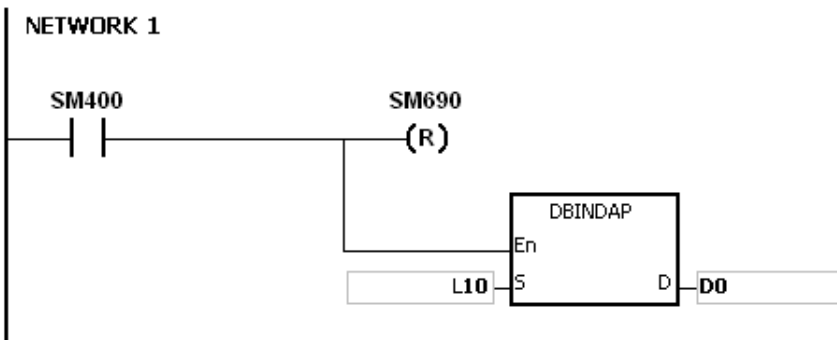 NETWORK 1
SM400 SM690
(R)
DBINDAP
En
L10 S D D0